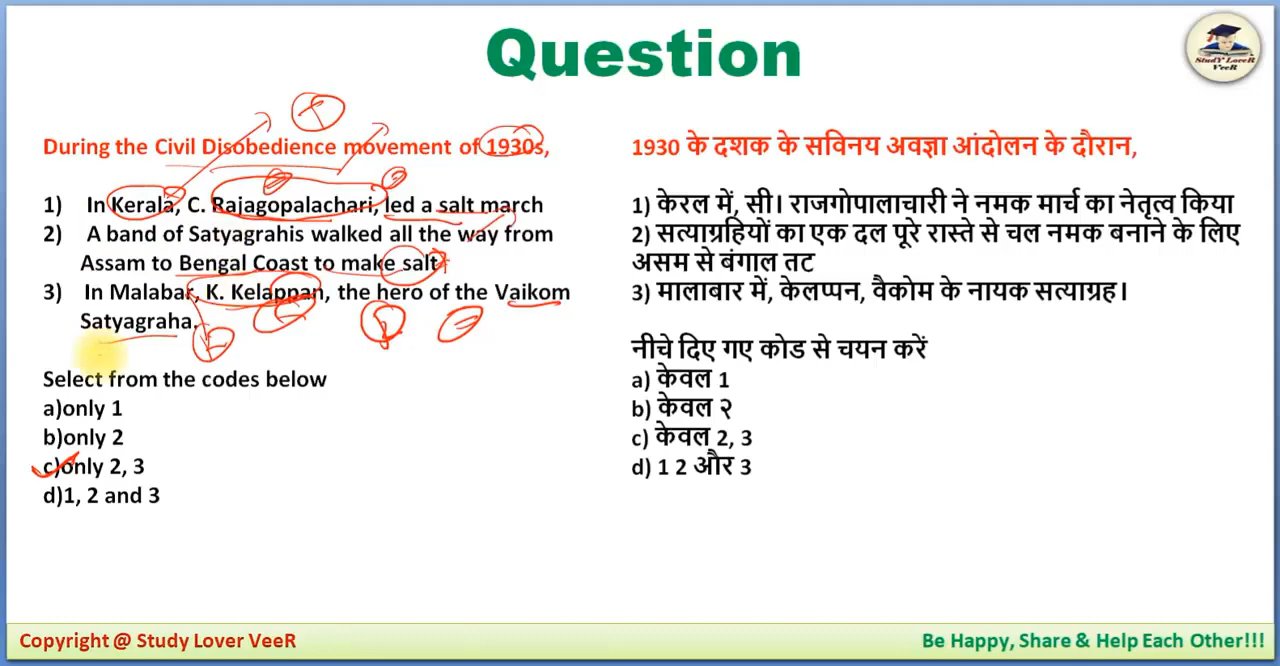 Question
StudY LoveR
VeeR
During the Civil Disobedience movement of 1930s,
1) In Kerala, C. Rajagopalachari, led a salt march
2) A band of Satyagrahis walked all the way from
Assam to Bengal Coast to make salt
3) In Malabar, K. Kelappan, the hero of the Vaikom
Satyagraha.
Select from the codes below
a)only 1
b)only 2
c)only 2, 3
d)1, 2 and 3
1930 के दशक के सविनय अवज्ञा आंदोलन के दौरान,
1) केरल में, सी। राजगोपालाचारी ने नमक मार्च का नेतृत्व किया
2) सत्याग्रहियों का एक दल पूरे रास्ते से चल नमक बनाने के लिए
असम से बंगाल तट
3) मालाबार में, केलप्पन, वैकोम के नायक सत्याग्रह।
नीचे दिए गए कोड से चयन करें
a) केवल 1
b) केवल २
c) केवल 2, 3
d) 1 2 और 3
Copyright @ Study Lover VeeR
Be Happy, Share & Help Each Other!!!